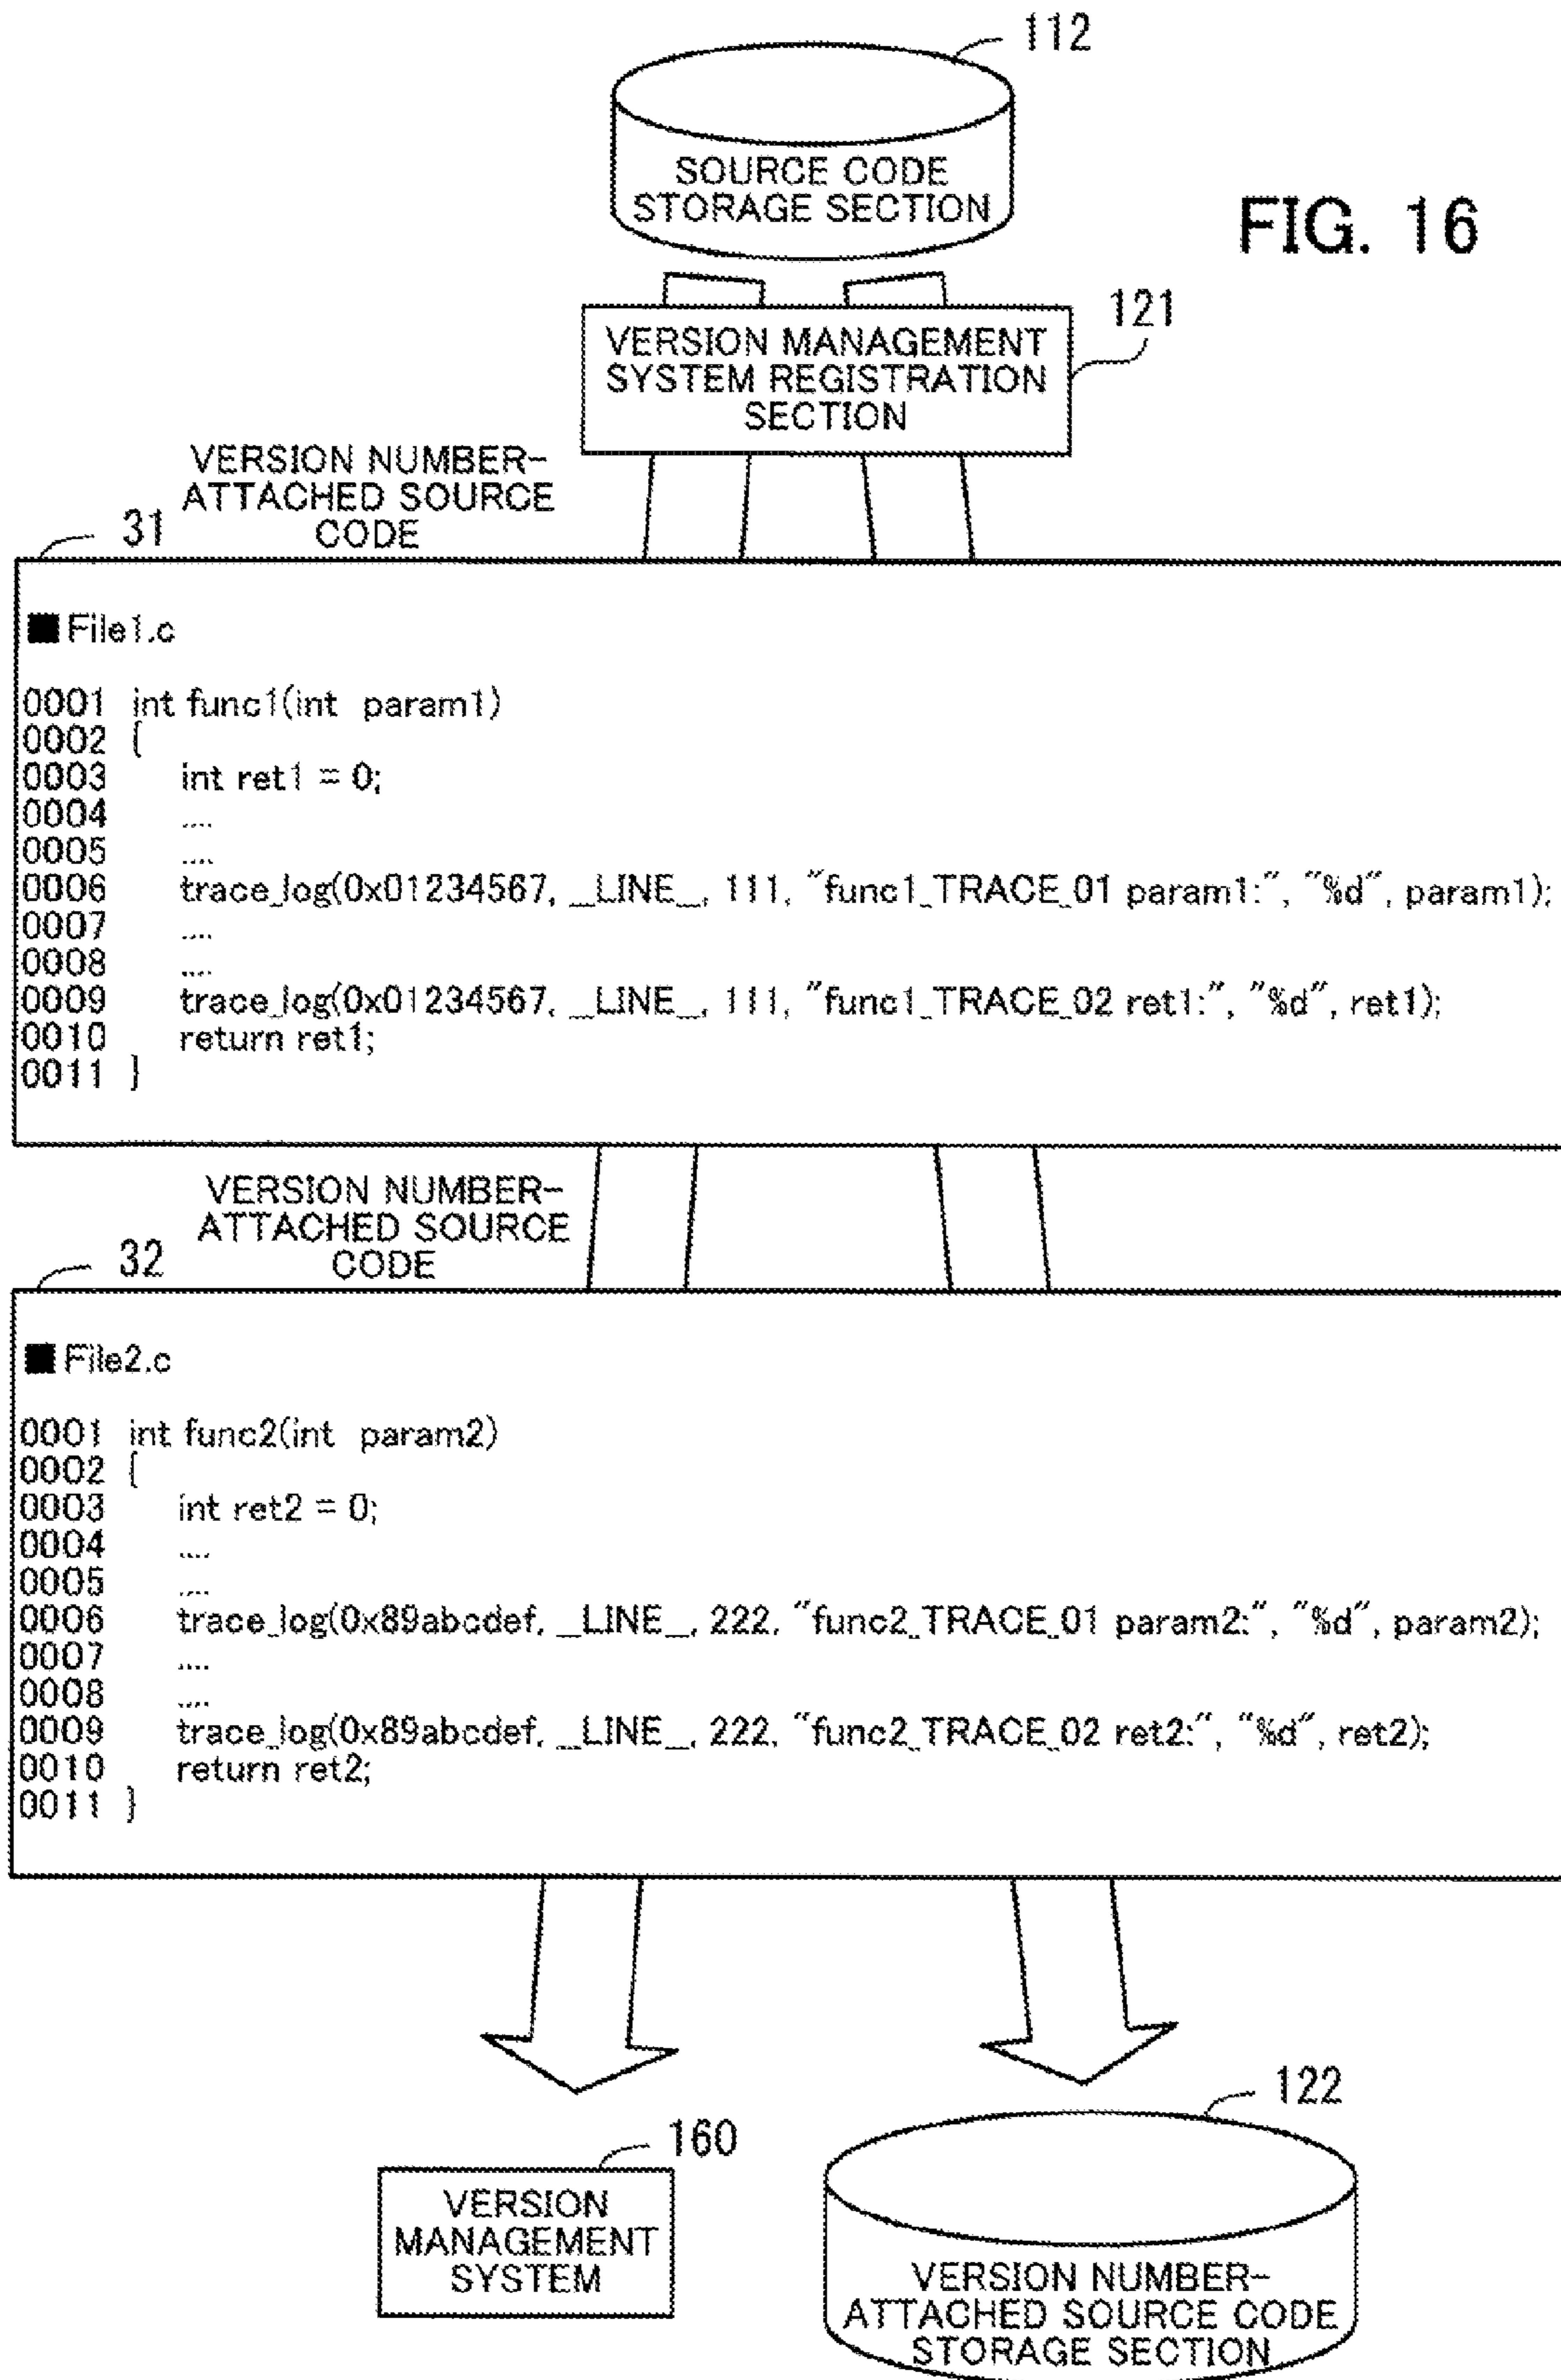 112
SOURCE CODE
STORAGE SECTION
FIG. 16
121
VERSION MANAGEMENT
SYSTEM REGISTRATION
SECTION
VERSION NUMBER-
ATTACHED SOURCE
CODE
31
■ File1.c
0001 int func1(int param1)
0002 {
0003 int ret1 = 0;
0004 ....
0005 ....
0006 trace_log(0x01234567, __LINE__, 111, "func1_TRACE_01 param1:", "%d", param1);
0007 ....
0008 ....
0009 trace_log(0x01234567, __LINE__, 111, "func1_TRACE_02 ret1:", "%d", ret1);
0010 return ret1;
0011 }
VERSION NUMBER-
ATTACHED SOURCE
CODE
32
■ File2.c
0001 int func2(int param2)
0002 {
0003 int ret2 = 0;
0004 ....
0005 ....
0006 trace_log(0x89abcdef, __LINE__, 222, "func2_TRACE_01 param2:", "%d", param2);
0007 ....
0008 ....
0009 trace_log(0x89abcdef, __LINE__, 222, "func2_TRACE_02 ret2:", "%d", ret2);
0010 return ret2;
0011 }
160
VERSION
MANAGEMENT
SYSTEM
122
VERSION NUMBER-
ATTACHED SOURCE CODE
STORAGE SECTION